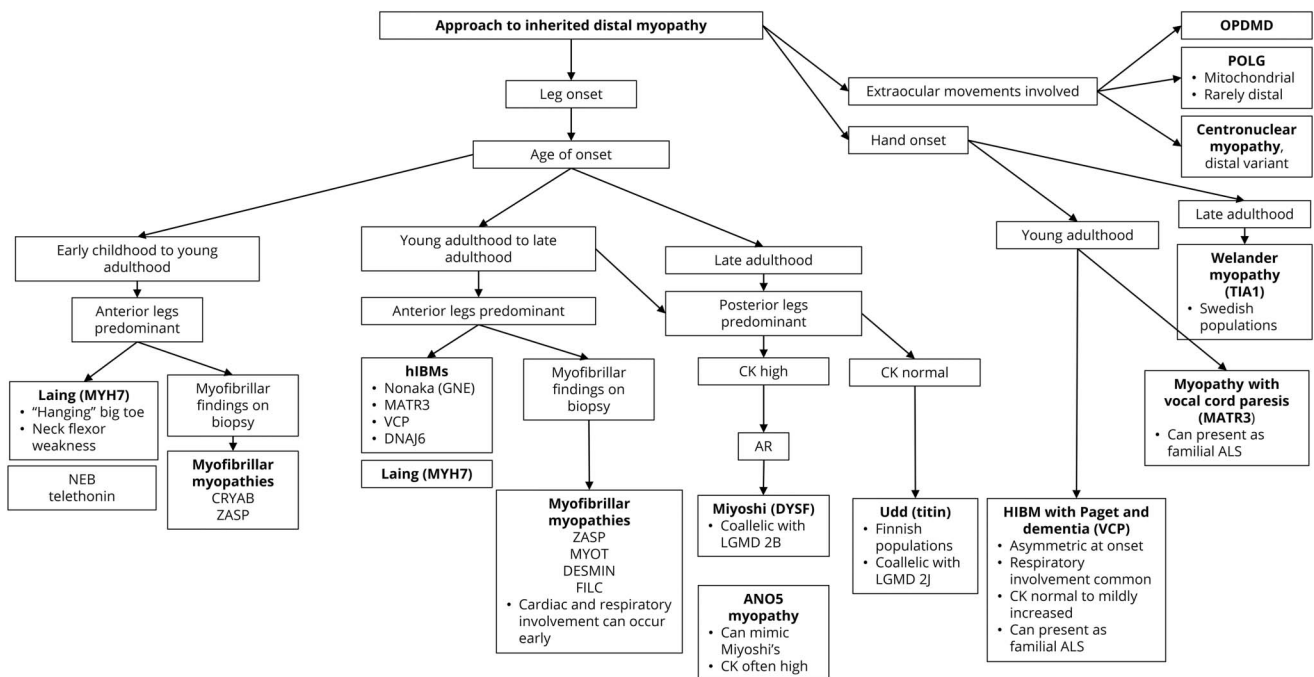 Approach to inherited distal myopathy
Leg onset
Age of onset
Extraocular movements involved
Hand onset
OPDMD
POLG
• Mitochondrial
• Rarely distal
Centronuclear
myopathy,
distal variant
Early childhood to young
adulthood
Young adulthood to late
adulthood
Late adulthood
Young adulthood
Late adulthood
Anterior legs
predominant
Anterior legs predominant
Posterior legs
predominant
Welander
myopathy
(TIA1)
• Swedish
populations
Laing (MYH7)
• “Hanging” big toe
• Neck flexor
weakness
Myofibrillar
findings on
biopsy
hIBMs
• Nonaka (GNE)
• MATR3
• VCP
• DNAJ6
Myofibrillar
findings on
biopsy
CK high
CK normal
Myopathy with
vocal cord paresis
(MATR3)
• Can present as
familial ALS
NEB
telethonin
Myofibrillar
myopathies
CRYAB
ZASP
Laing (MYH7)
AR
Myofibrillar
myopathies
ZASP
MYOT
DESMIN
FILC
• Cardiac and respiratory
involvement can occur
early
Miyoshi (DYSF)
• Coallelic with
LGMD 2B
Udd (titin)
• Finnish
populations
• Coallelic with
LGMD 2J
HIBM with Paget and
dementia (VCP)
• Asymmetric at onset
• Respiratory
involvement common
• CK normal to mildly
increased
• Can present as
familial ALS
ANO5
myopathy
• Can mimic
Miyoshi’s
• CK often high